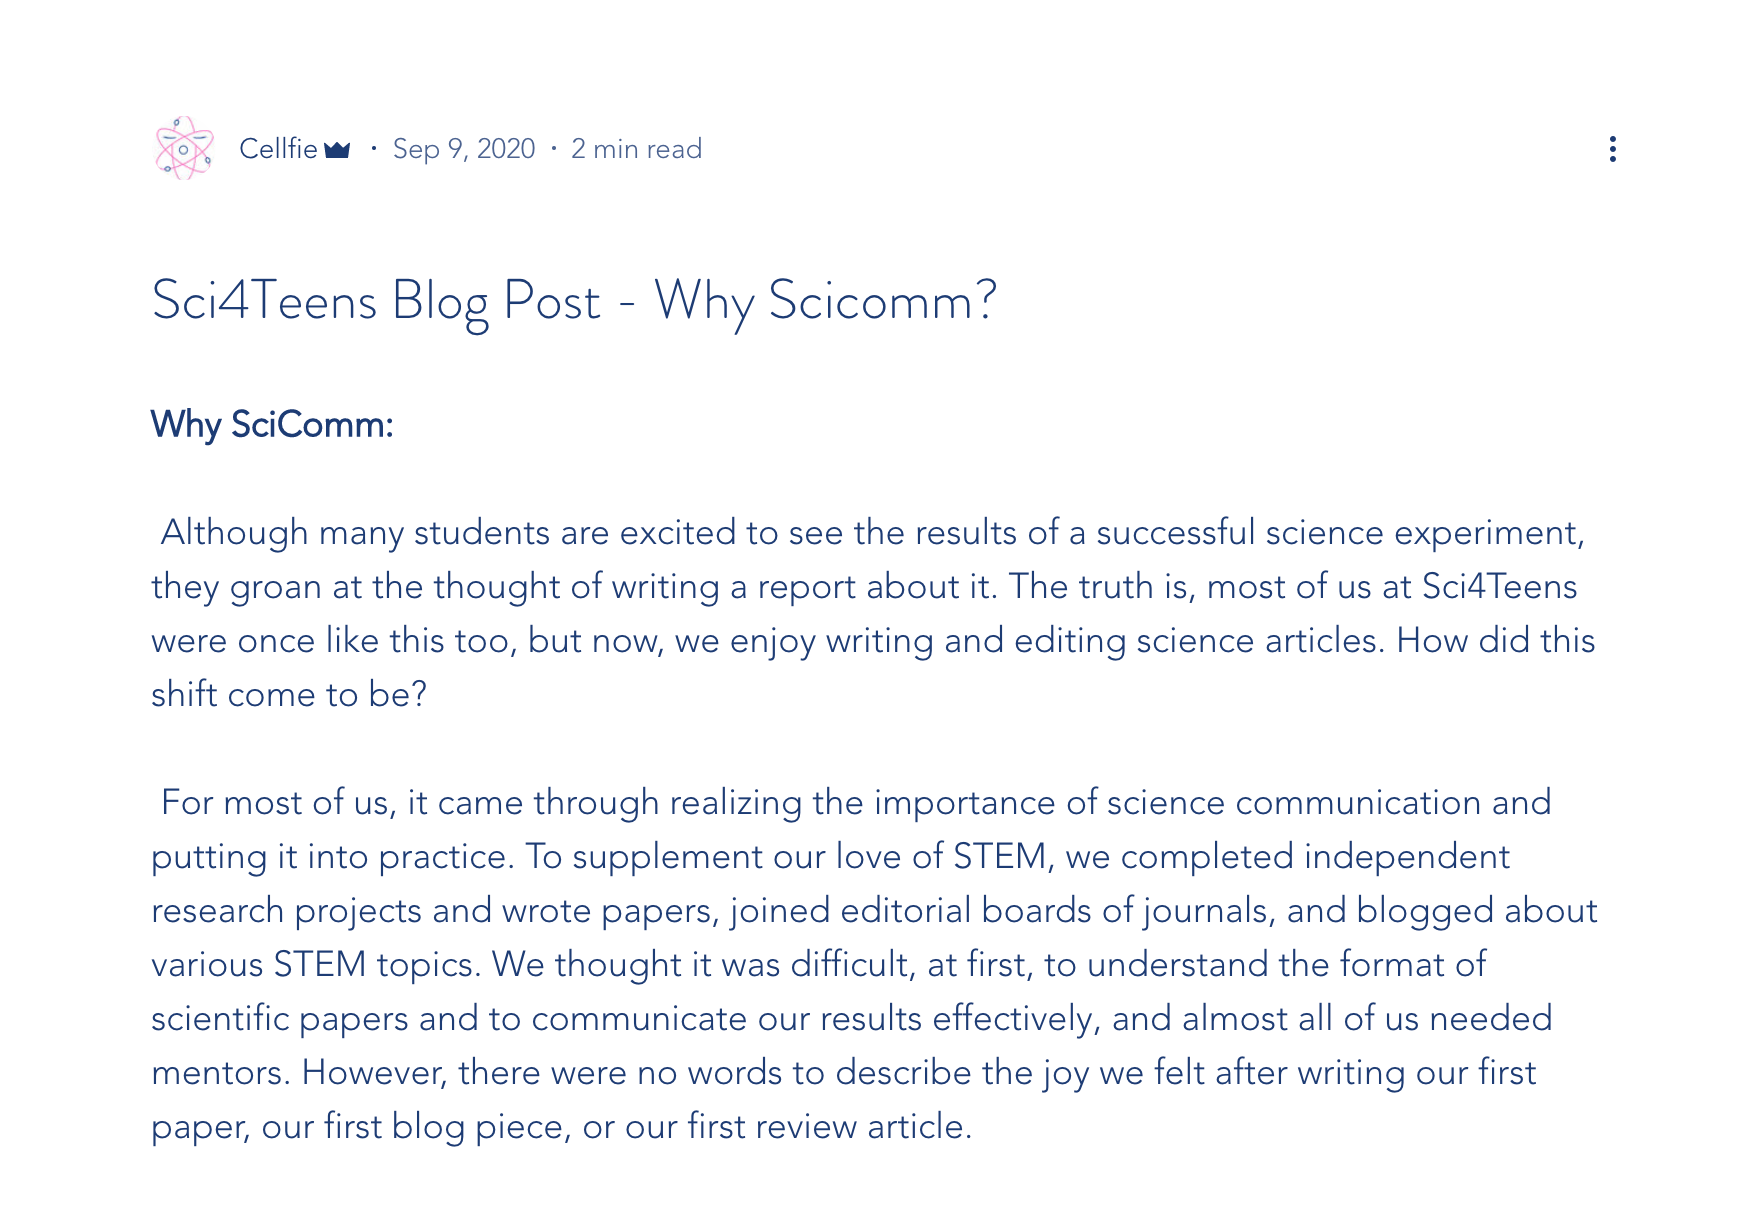 Cellfie · Sep 9, 2020 · 2 min read
Sci4Teens Blog Post - Why Scicomm?
Why SciComm:
Although many students are excited to see the results of a successful science experiment,
they groan at the thought of writing a report about it. The truth is, most of us at Sci4Teens
were once like this too, but now, we enjoy writing and editing science articles. How did this
shift come to be?
For most of us, it came through realizing the importance of science communication and
putting it into practice. To supplement our love of STEM, we completed independent
research projects and wrote papers, joined editorial boards of journals, and blogged about
various STEM topics. We thought it was difficult, at first, to understand the format of
scientific papers and to communicate our results effectively, and almost all of us needed
mentors. However, there were no words to describe the joy we felt after writing our first
paper, our first blog piece, or our first review article.